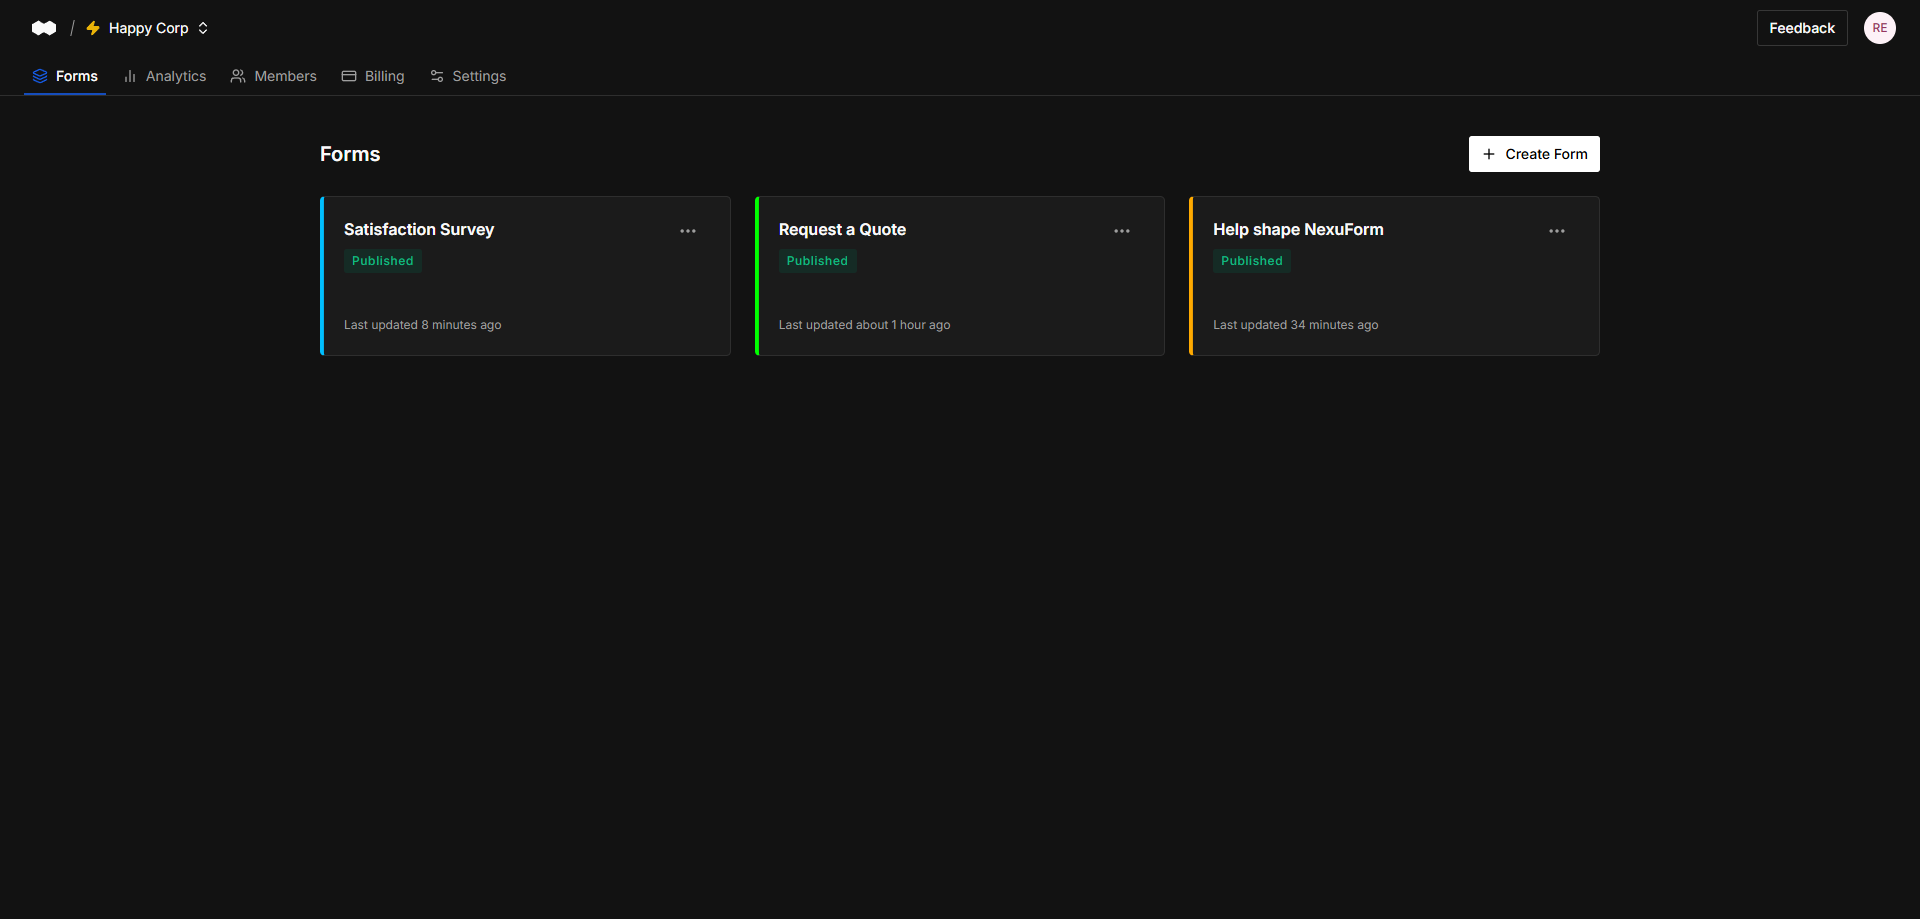 / Happy Corp
Feedback
RE
Forms
Analytics
Members
Billing
Settings
Forms
+ Create Form
Satisfaction Survey
Published
Last updated 8 minutes ago
Request a Quote
Published
Last updated about 1 hour ago
Help shape NexuForm
Published
Last updated 34 minutes ago